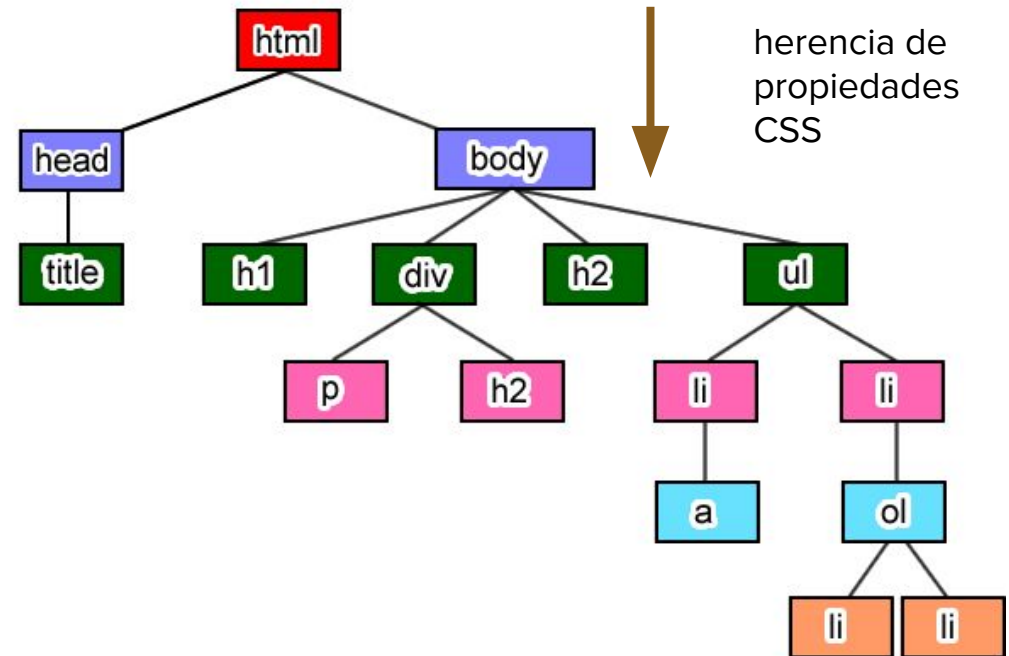 html
herencia de
propiedades
CSS
head
body
title
h1
div
h2
ul
p
h2
li
li
a
ol
li
li